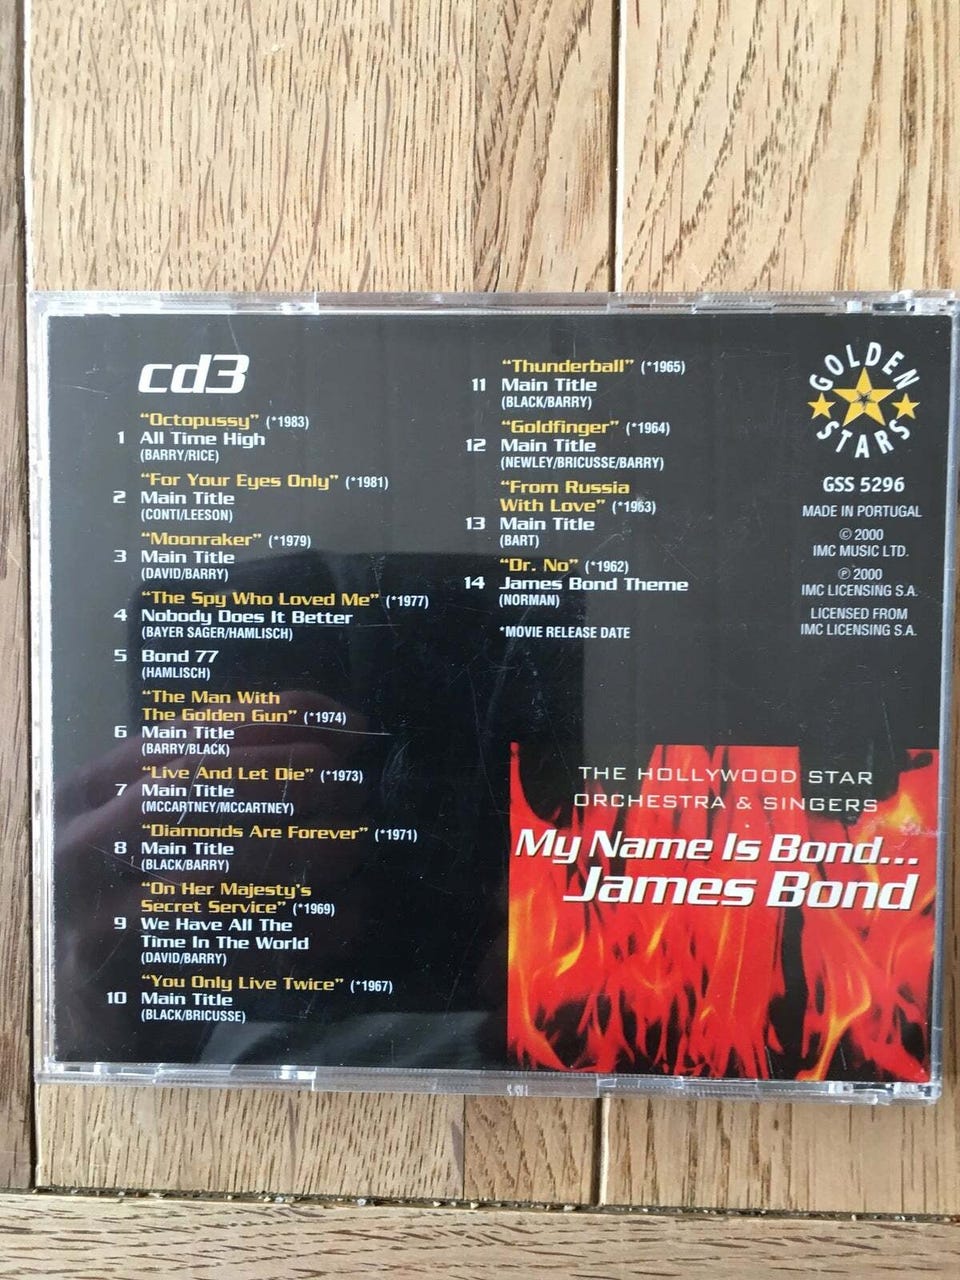 cd3
"Octopussy" (*1983)
1 All Time High
(BARRY/RICE)
"For Your Eyes Only" (*1981)
2 Main Title
(CONTI/LEESON)
"Moonraker" (*1979)
3 Main Title
(DAVID/BARRY)
"The Spy Who Loved Me" (*1977)
4 Nobody Does It Better
(BAYER SAGER/HAMLISCH)
5 Bond 77
(HAMLISCH)
"The Man With
The Golden Gun" (*1974)
6 Main Title
(BARRY/BLACK)
"Live And Let Die" (*1973)
7 Main Title
(MCCARTNEY/MCCARTNEY)
"Diamonds Are Forever" (*1971)
8 Main Title
(BLACK/BARRY)
"On Her Majesty's
Secret Service" (*1969)
9 We Have All The
Time In The World
(DAVID/BARRY)
"You Only Live Twice" (*1967)
10 Main Title
(BLACK/BRICUSSE)
"Thunderball" (*1965)
11 Main Title
(BLACK/BARRY)
"Goldfinger" (*1964)
12 Main Title
(NEWLEY/BRICUSSE/BARRY)
"From Russia
With Love" (*1963)
13 Main Title
(BART)
"Dr. No" (*1962)
14 James Bond Theme
(NORMAN)
*MOVIE RELEASE DATE
GOLDEN
STARS
GSS 5296
MADE IN PORTUGAL
© 2000
IMC MUSIC LTD.
℗ 2000
IMC LICENSING S.A.
LICENSED FROM
IMC LICENSING S.A.
THE HOLLYWOOD STAR
ORCHESTRA & SINGERS
My Name Is Bond...
James Bond